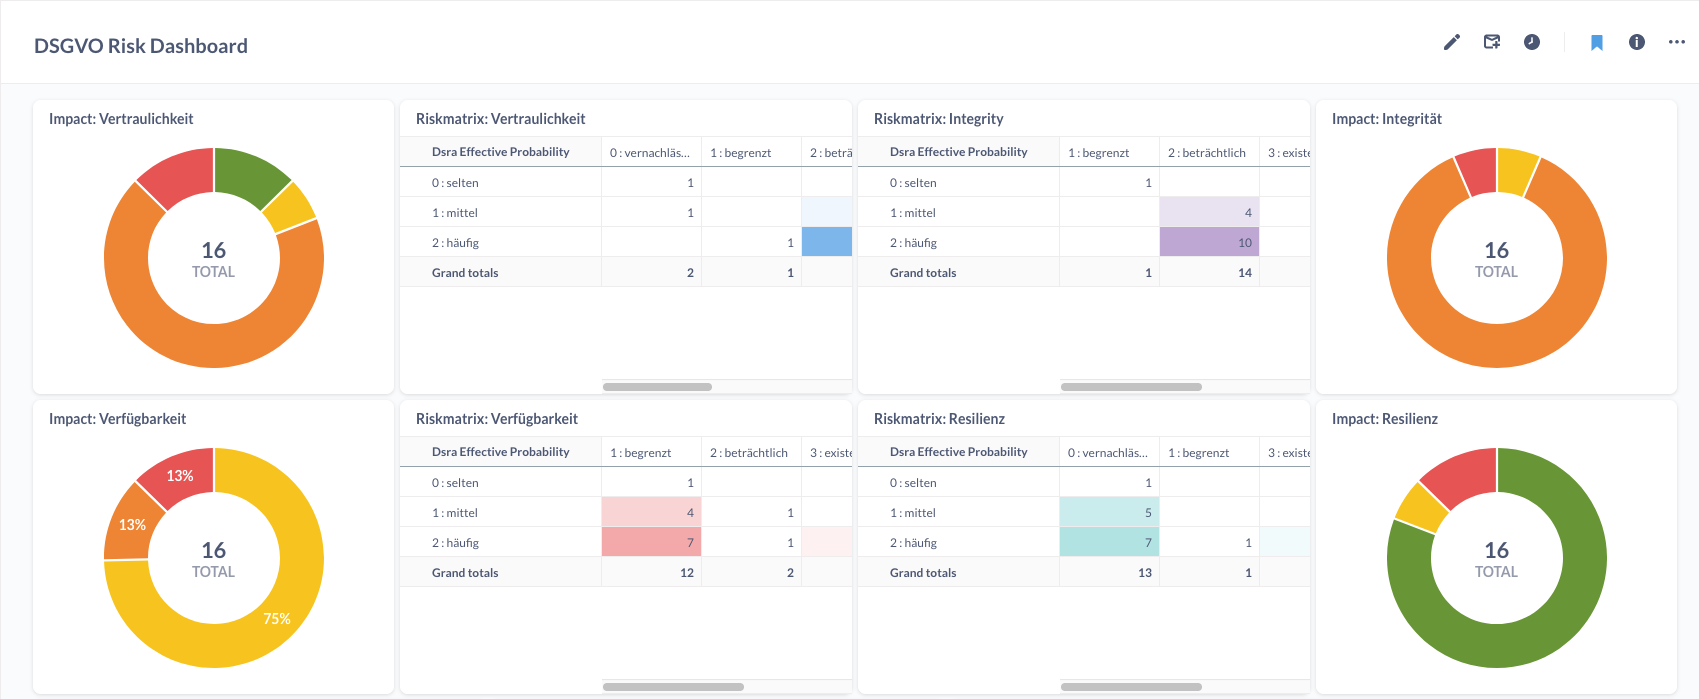 DSGVO Risk Dashboard
Impact: Vertraulichkeit
16
TOTAL
Riskmatrix: Vertraulichkeit
Dsra Effective Probability 0 : vernachläs... 1 : begrenzt 2 : beträ
0 : selten 1
1 : mittel 1
2 : häufig 1
Grand totals 2 1
Riskmatrix: Integrity
Dsra Effective Probability 1 : begrenzt 2 : beträchtlich 3 : existe
0 : selten 1
1 : mittel 4
2 : häufig 10
Grand totals 1 14
Impact: Integrität
16
TOTAL
Impact: Verfügbarkeit
13%
13%
16
TOTAL
75%
Riskmatrix: Verfügbarkeit
Dsra Effective Probability 1 : begrenzt 2 : beträchtlich 3 : existe
0 : selten 1
1 : mittel 4 1
2 : häufig 7 1
Grand totals 12 2
Riskmatrix: Resilienz
Dsra Effective Probability 0 : vernachläs... 1 : begrenzt 3 : existe
0 : selten 1
1 : mittel 5
2 : häufig 7 1
Grand totals 13 1
Impact: Resilienz
16
TOTAL